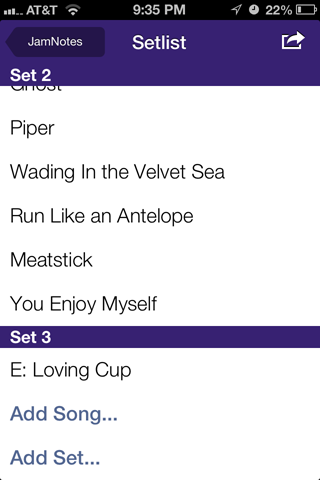 AT&T 9:35 PM 22%
JamNotes Setlist
Set 2
Ghost
Piper
Wading In the Velvet Sea
Run Like an Antelope
Meatstick
You Enjoy Myself
Set 3
E: Loving Cup
Add Song...
Add Set...